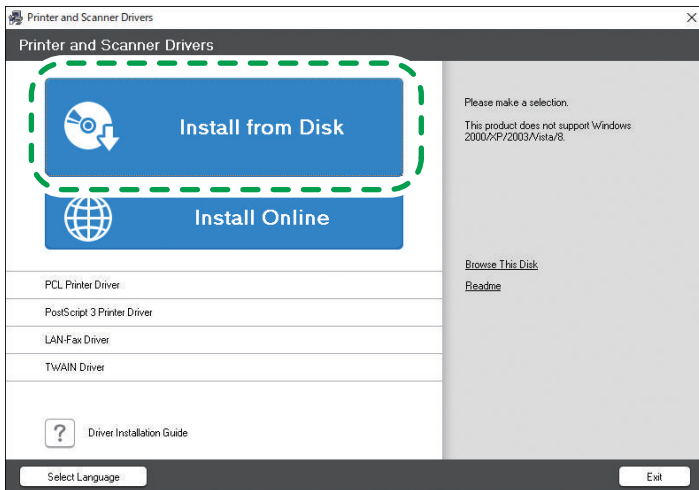 Printer and Scanner Drivers
Printer and Scanner Drivers
Install from Disk
Install Online
PCL Printer Driver
PostScript 3 Printer Driver
LAN-Fax Driver
TWAIN Driver
? Driver Installation Guide
Please make a selection.
This product does not support Windows
2000/XP/2003/Vista/8.
Browse This Disk
Readme
Select Language
Exit